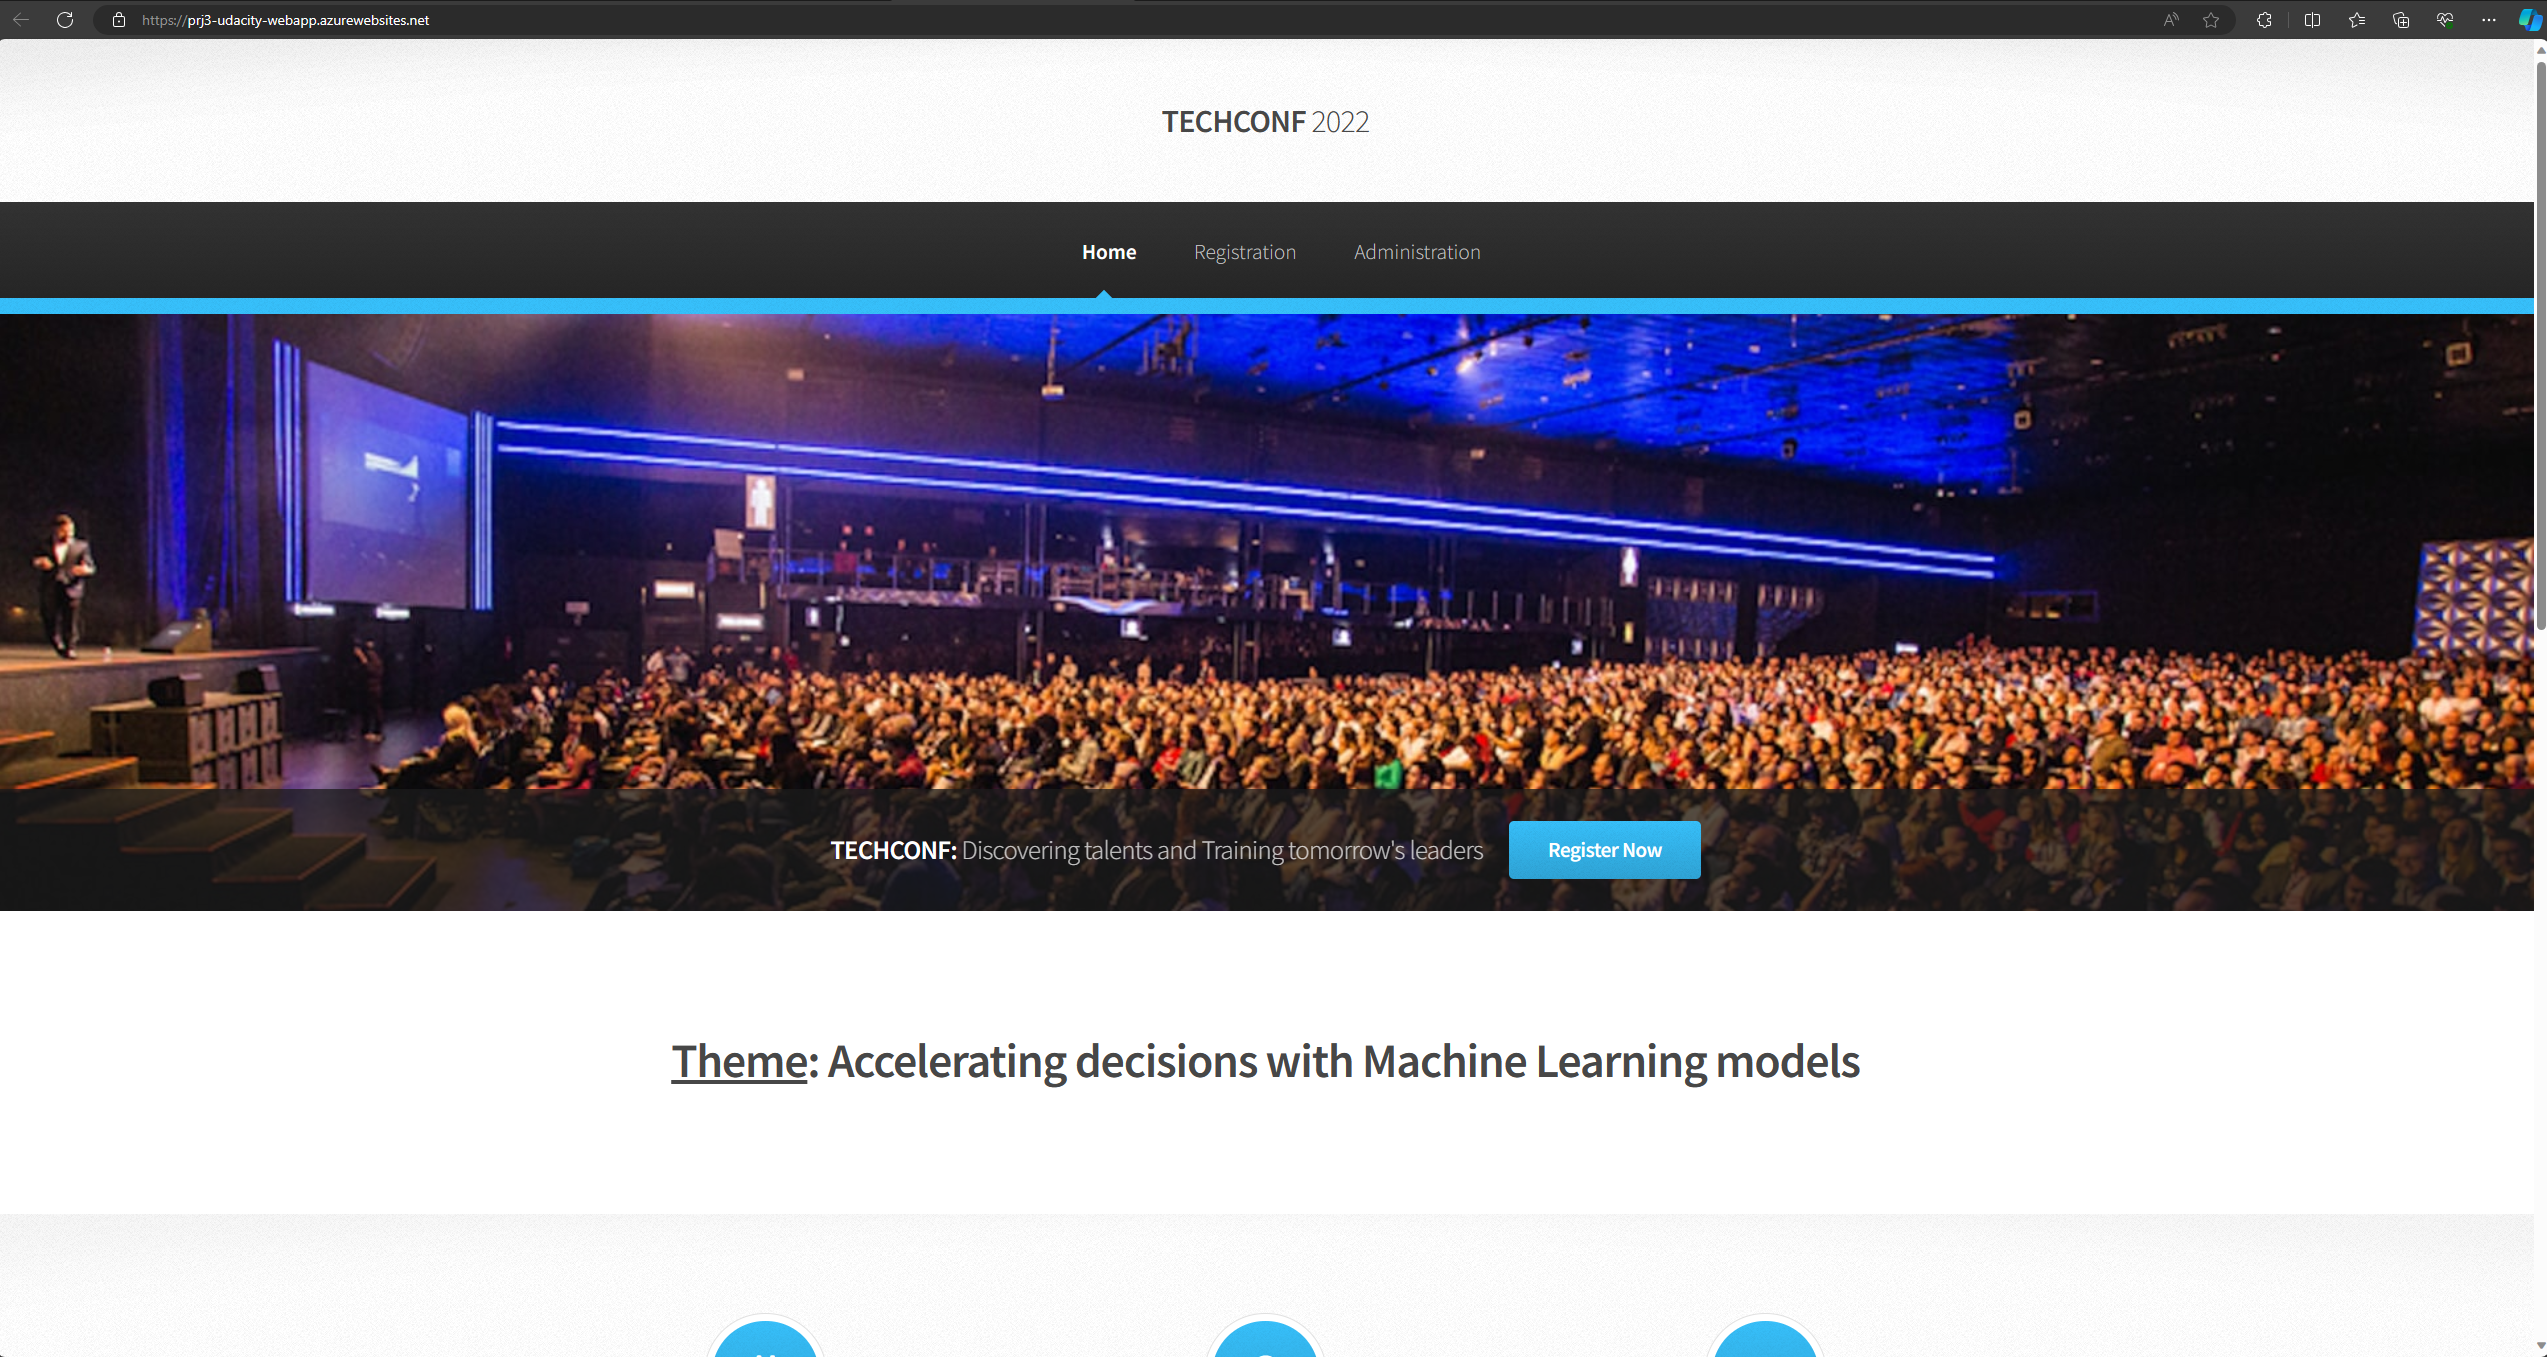 https://prj3-udacity-webapp.azurewebsites.net
TECHCONF 2022
Home Registration Administration
TECHCONF: Discovering talents and Training tomorrow's leaders Register Now
Theme: Accelerating decisions with Machine Learning models